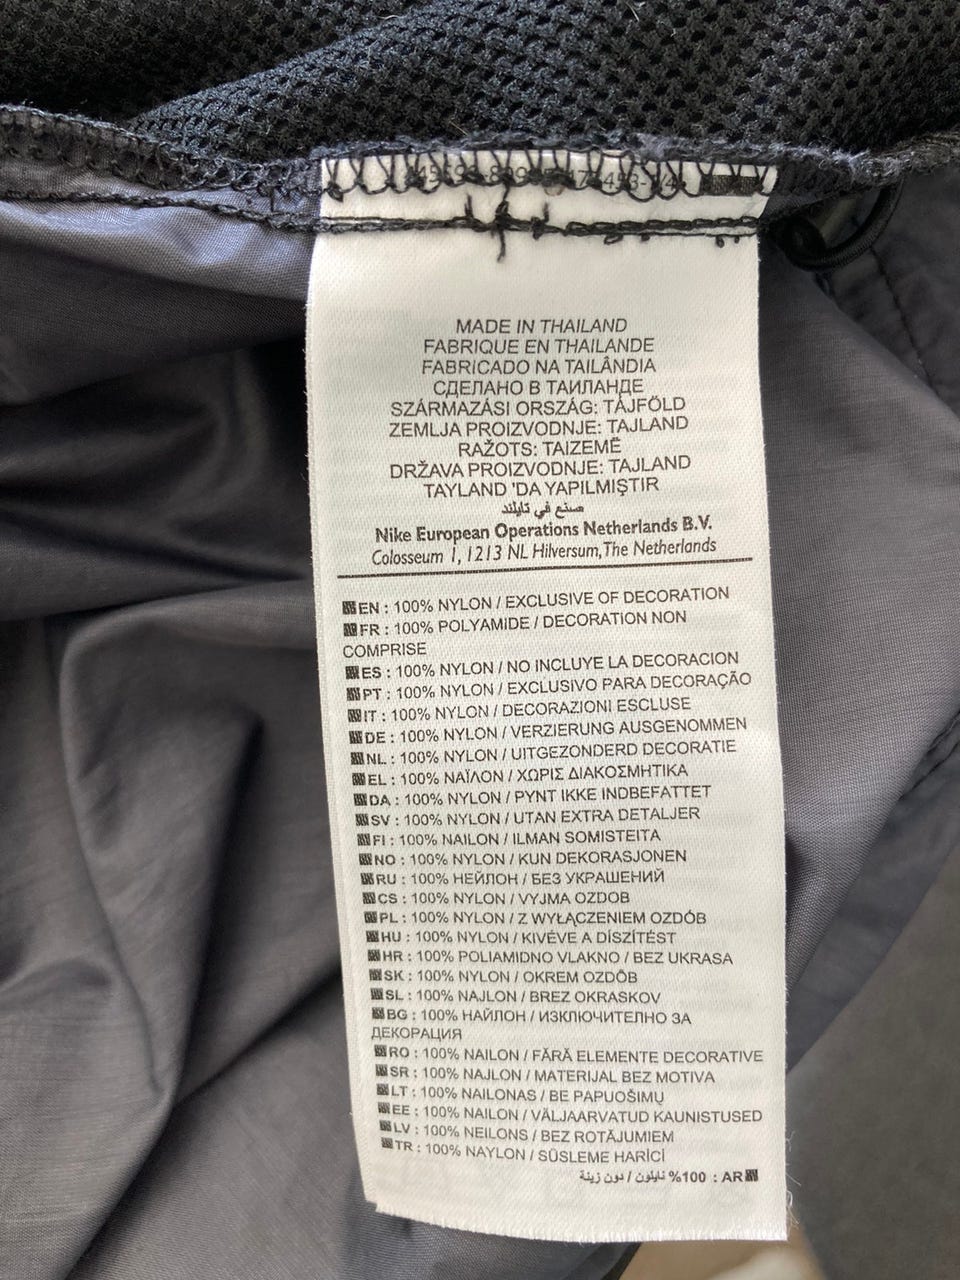 MADE IN THAILAND
FABRIQUE EN THAILANDE
FABRICADO NA TAILÂNDIA
СДЕЛАНО В ТАИЛАНДЕ
SZÁRMAZÁSI ORSZÁG: TÁJFÖLD
ZEMLJA PROIZVODNJE: TAJLAND
RAŽOTS: TAIZEMĒ
DRŽAVA PROIZVODNJE: TAJLAND
TAYLAND 'DA YAPILMIŞTIR
صنع في تايلند
Nike European Operations Netherlands B.V.
Colosseum 1, 1213 NL Hilversum, The Netherlands
EN : 100% NYLON / EXCLUSIVE OF DECORATION
FR : 100% POLYAMIDE / DECORATION NON
COMPRISE
ES : 100% NYLON / NO INCLUYE LA DECORACION
PT : 100% NYLON / EXCLUSIVO PARA DECORAÇÃO
IT : 100% NYLON / DECORAZIONI ESCLUSE
DE : 100% NYLON / VERZIERUNG AUSGENOMMEN
NL : 100% NYLON / UITGEZONDERD DECORATIE
EL : 100% ΝΑΪΛΟΝ / ΧΩΡΙΣ ΔΙΑΚΟΣΜΗΤΙΚΑ
DA : 100% NYLON / PYNT IKKE INDBEFATTET
SV : 100% NYLON / UTAN EXTRA DETALJER
FI : 100% NAILON / ILMAN SOMISTEITA
NO : 100% NYLON / KUN DEKORASJONEN
RU : 100% НЕЙЛОН / БЕЗ УКРАШЕНИЙ
CS : 100% NYLON / VYJMA OZDOB
PL : 100% NYLON / Z WYŁĄCZENIEM OZDÓB
HU : 100% NYLON / KIVÉVE A DÍSZÍTÉST
HR : 100% POLIAMIDNO VLAKNO / BEZ UKRASA
SK : 100% NYLON / OKREM OZDÔB
SL : 100% NAJLON / BREZ OKRASKOV
BG : 100% НАЙЛОН / ИЗКЛЮЧИТЕЛНО ЗА
ДЕКОРАЦИЯ
RO : 100% NAILON / FĂRĂ ELEMENTE DECORATIVE
SR : 100% NAJLON / MATERIJAL BEZ MOTIVA
LT : 100% NAILONAS / BE PAPUOŠIMŲ
EE : 100% NAILON / VÄLJAARVATUD KAUNISTUSED
LV : 100% NEILONS / BEZ ROTĀJUMIEM
TR : 100% NAYLON / SÜSLEME HARİCİ
AR : 100% نايلون / دون زينة